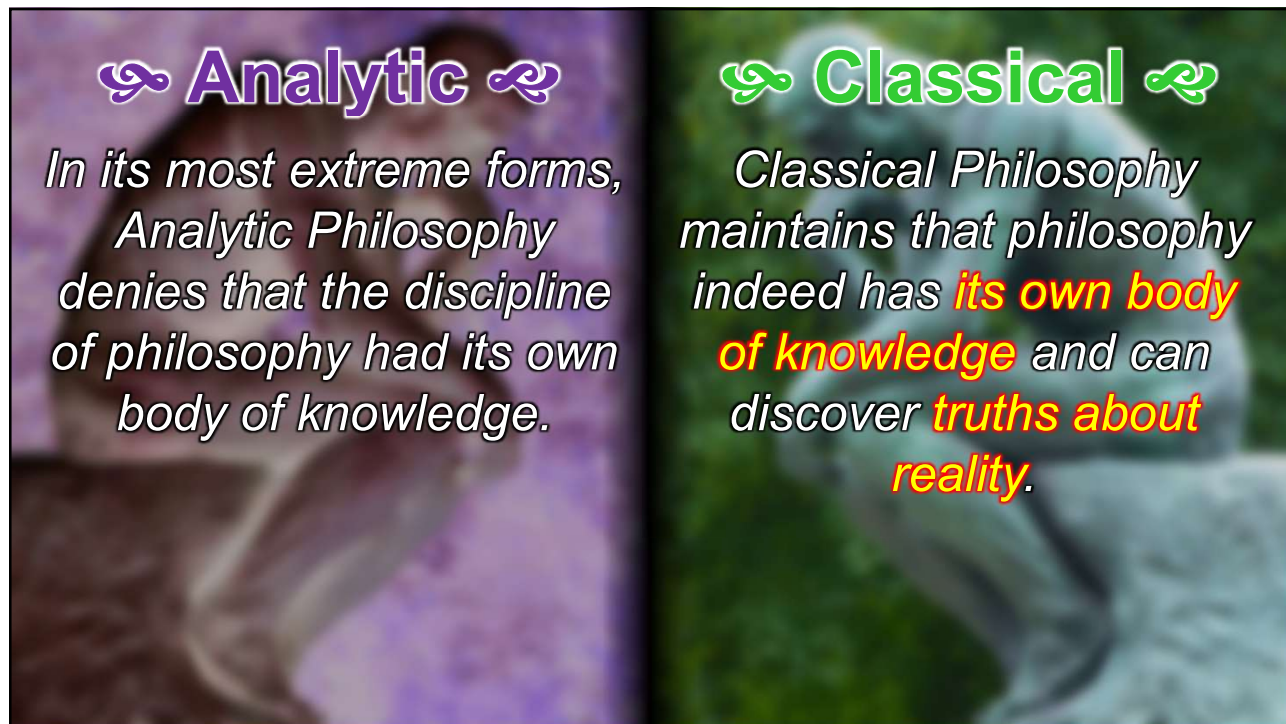 Analytic
In its most extreme forms,
Analytic Philosophy
denies that the discipline
of philosophy had its own
body of knowledge.
Classical
Classical Philosophy
maintains that philosophy
indeed has its own body
of knowledge and can
discover truths about
reality.